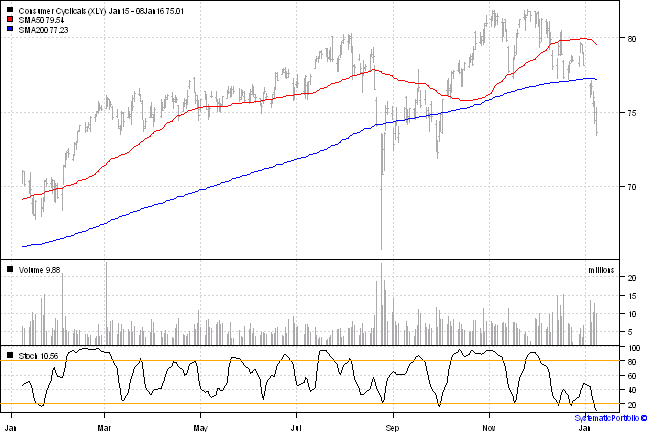 Consumer Cyclicals (XLY) Jan15 - 08Jan16 75.01
SMA50 79.54
SMA200 77.23
80
75
70
Volume 9.88
millions
20
15
10
5
Stoch 10.56
100
80
60
40
20
SystematicPortfolio ©
Jan
Mar
May
Jul
Sep
Nov
Jan